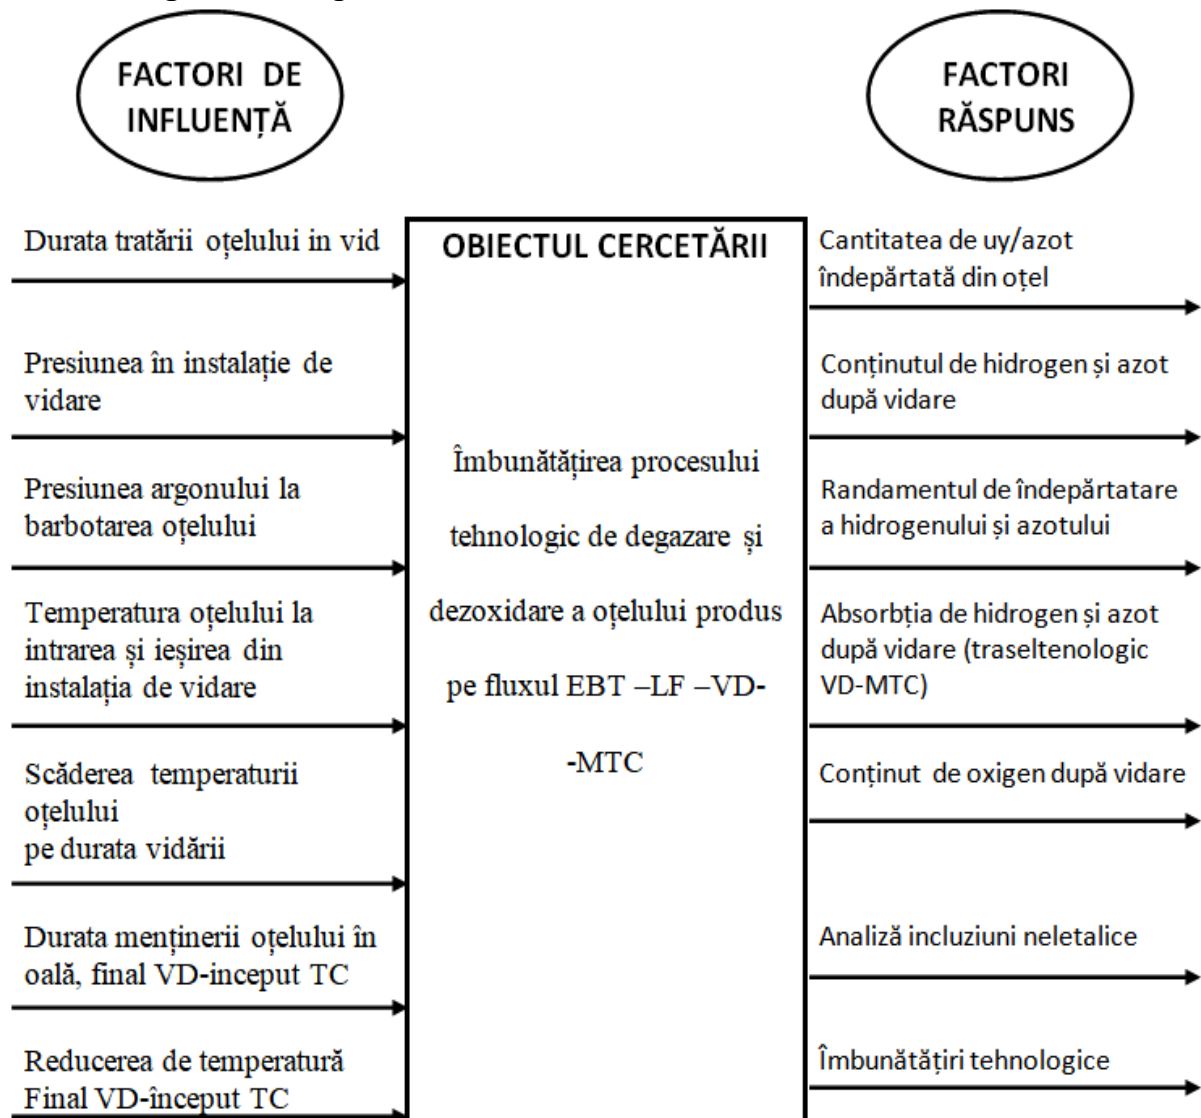 FACTORI DE
INFLUENȚĂ
FACTORI
RĂSPUNS
Durata tratării oțelului in vid
Presiunea în instalație de
vidare
Presiunea argonului la
barbotarea oțelului
Temperatura oțelului la
intrarea și ieșirea din
instalația de vidare
Scăderea temperaturii
oțelului
pe durata vidării
Durata menținerii oțelului în
oală, final VD-inceput TC
Reducerea de temperatură
Final VD-început TC
OBIECTUL CERCETĂRII
Îmbunătățirea procesului
tehnologic de degazare și
dezoxidare a oțelului produs
pe fluxul EBT –LF –VD-
-MTC
Cantitatea de uy/azot
îndepărtată din oțel
Conținutul de hidrogen și azot
după vidare
Randamentul de îndepărtatare
a hidrogenului și azotului
Absorbția de hidrogen și azot
după vidare (traseltenologic
VD-MTC)
Conținut de oxigen după vidare
Analiză incluziuni neletalice
Îmbunătățiri tehnologice